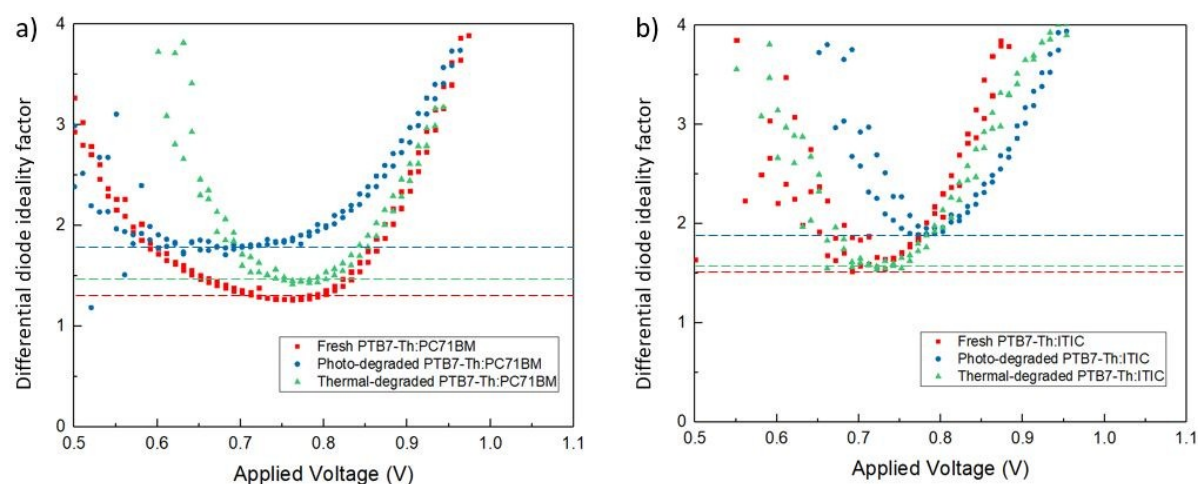 a)
Differential diode ideality factor
4
3
2
1
0
Fresh PTB7-Th:PC71BM
Photo-degraded PTB7-Th:PC71BM
Thermal-degraded PTB7-Th:PC71BM
0.5 0.6 0.7 0.8 0.9 1.0 1.1
Applied Voltage (V)
b)
Differential diode ideality factor
4
3
2
1
0
Fresh PTB7-Th:ITIC
Photo-degraded PTB7-Th:ITIC
Thermal-degraded PTB7-Th:ITIC
0.5 0.6 0.7 0.8 0.9 1.0 1.1
Applied Voltage (V)